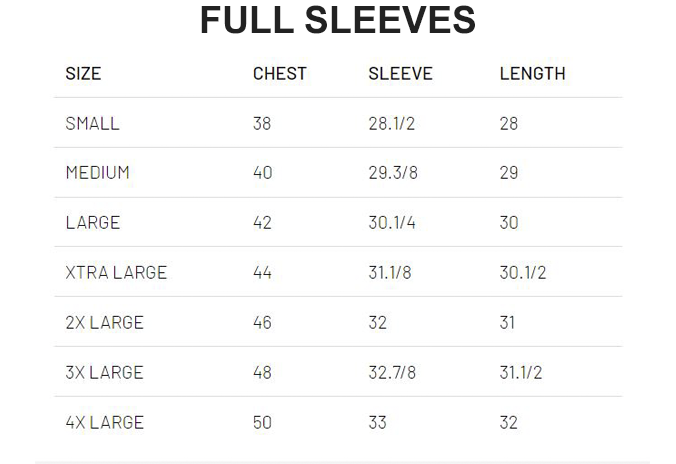 FULL SLEEVES
SIZE CHEST SLEEVE LENGTH
SMALL 38 28.1/2 28
MEDIUM 40 29.3/8 29
LARGE 42 30.1/4 30
XTRA LARGE 44 31.1/8 30.1/2
2X LARGE 46 32 31
3X LARGE 48 32.7/8 31.1/2
4X LARGE 50 33 32